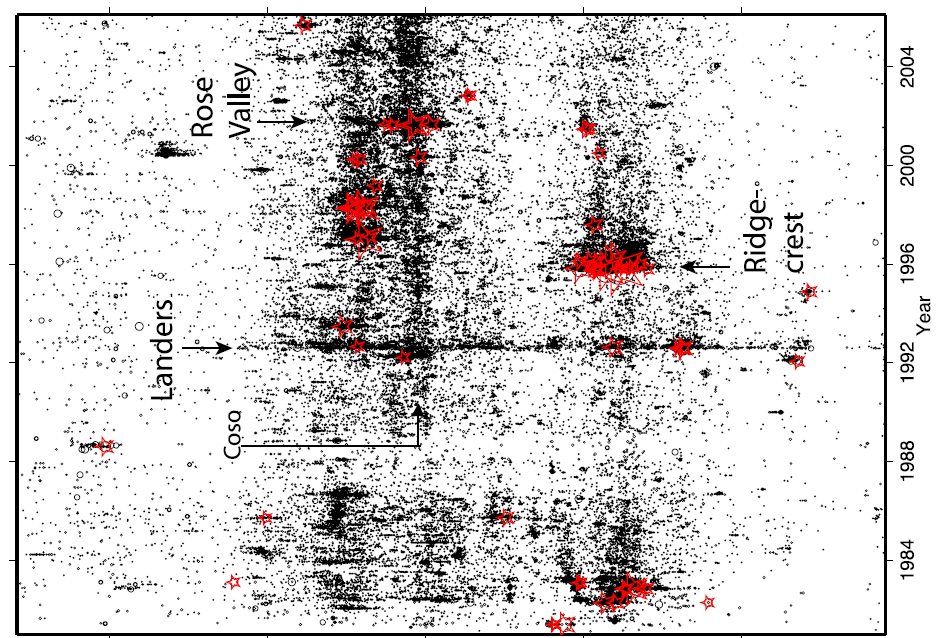 Rose
Valley
2004
2000
Ridge-
crest
1996
Year
Landers
1992
Coso
1988
1984